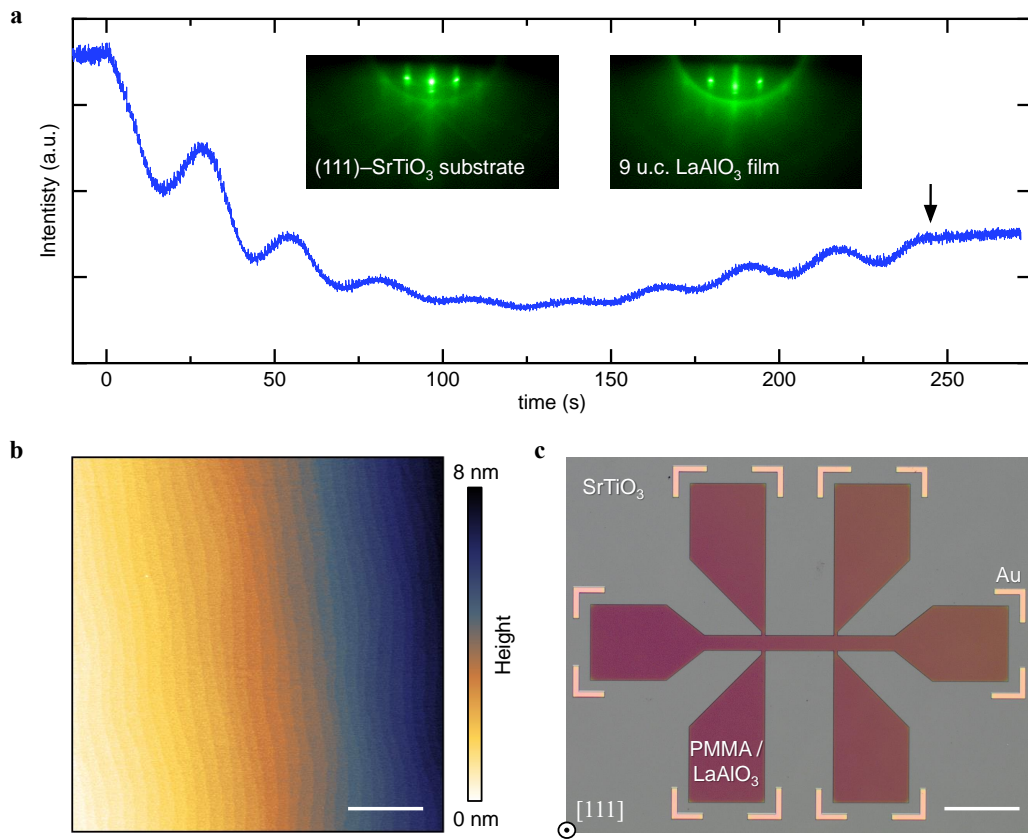 a
Intentisty (a.u.)
(111)–SrTiO₃ substrate
9 u.c. LaAlO₃ film
0
50
100
150
200
250
time (s)
b
8 nm
Height
0 nm
c
SrTiO₃
Au
PMMA /
LaAlO₃
[111]